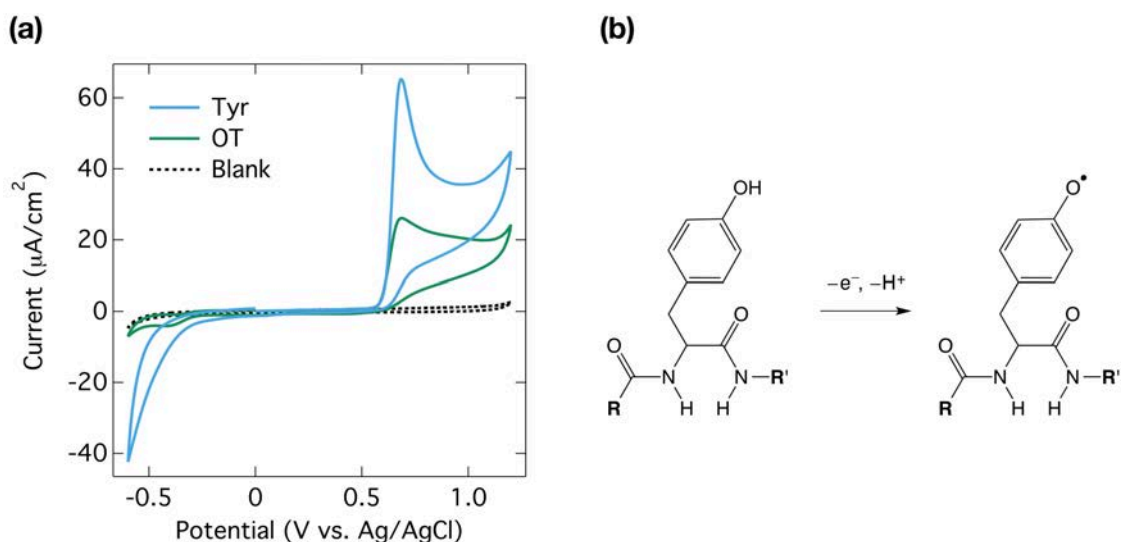 (a)
(b)
60
40
20
0
-20
-40
Current (μA/cm²)
Tyr
OT
Blank
-0.5
0
0.5
1.0
Potential (V vs. Ag/AgCl)
OH
O
O
N
N
R'
R
H
H
–e⁻, –H⁺
O•
O
O
N
N
R'
R
H
H